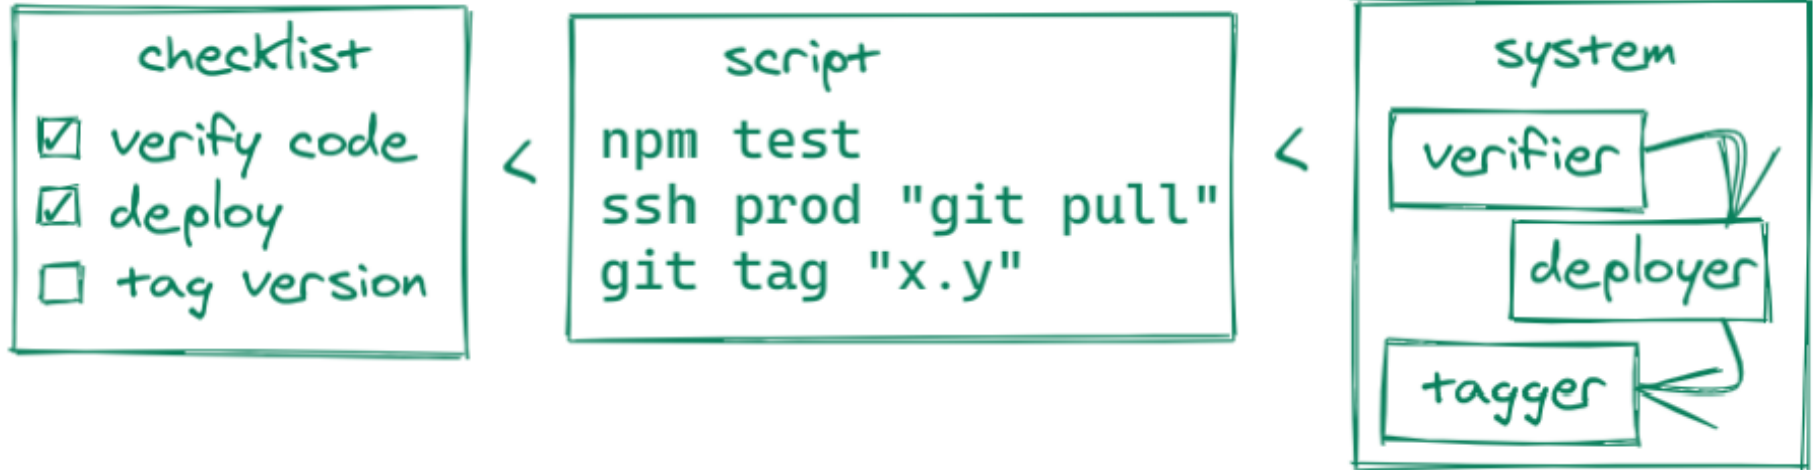 checklist
verify code
deploy
tag version
<
script
npm test
ssh prod "git pull"
git tag "x.y"
<
system
verifier
deployer
tagger